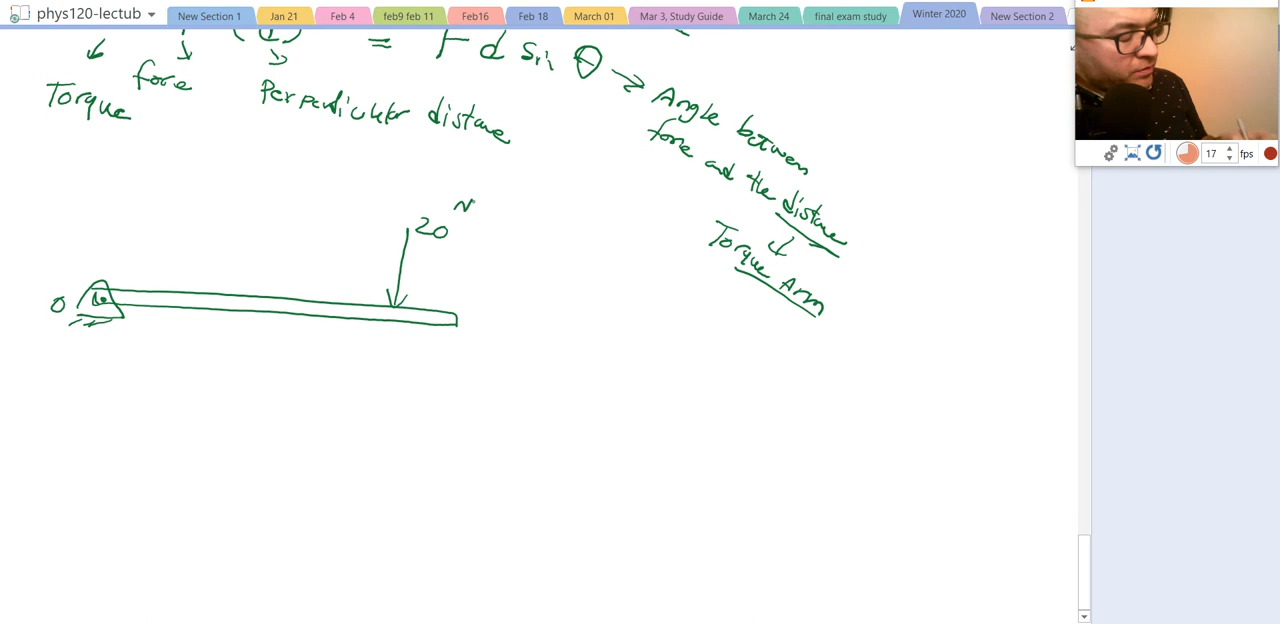 phys120-lectub
New Section 1
Jan 21
Feb 4
feb9 feb 11
Feb16
Feb 18
March 01
Mar 3, Study Guide
March 24
final exam study
Winter 2020
New Section 2
= F d Sin θ
Torque
force
Perpendicular distance
Angle between
force and the distance
Torque Arm
20 N
O
17
fps